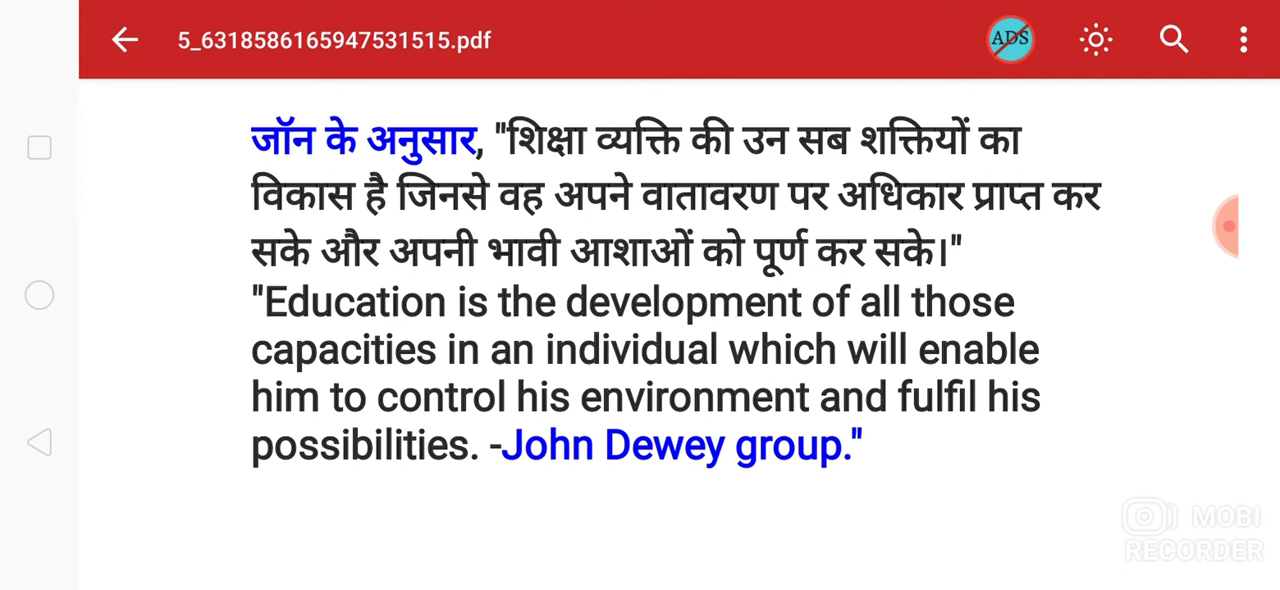 5_6318586165947531515.pdf
ADS
जॉन के अनुसार, "शिक्षा व्यक्ति की उन सब शक्तियों का
विकास है जिनसे वह अपने वातावरण पर अधिकार प्राप्त कर
सके और अपनी भावी आशाओं को पूर्ण कर सके।"
"Education is the development of all those
capacities in an individual which will enable
him to control his environment and fulfil his
possibilities. -John Dewey group."
MOBI
RECORDER